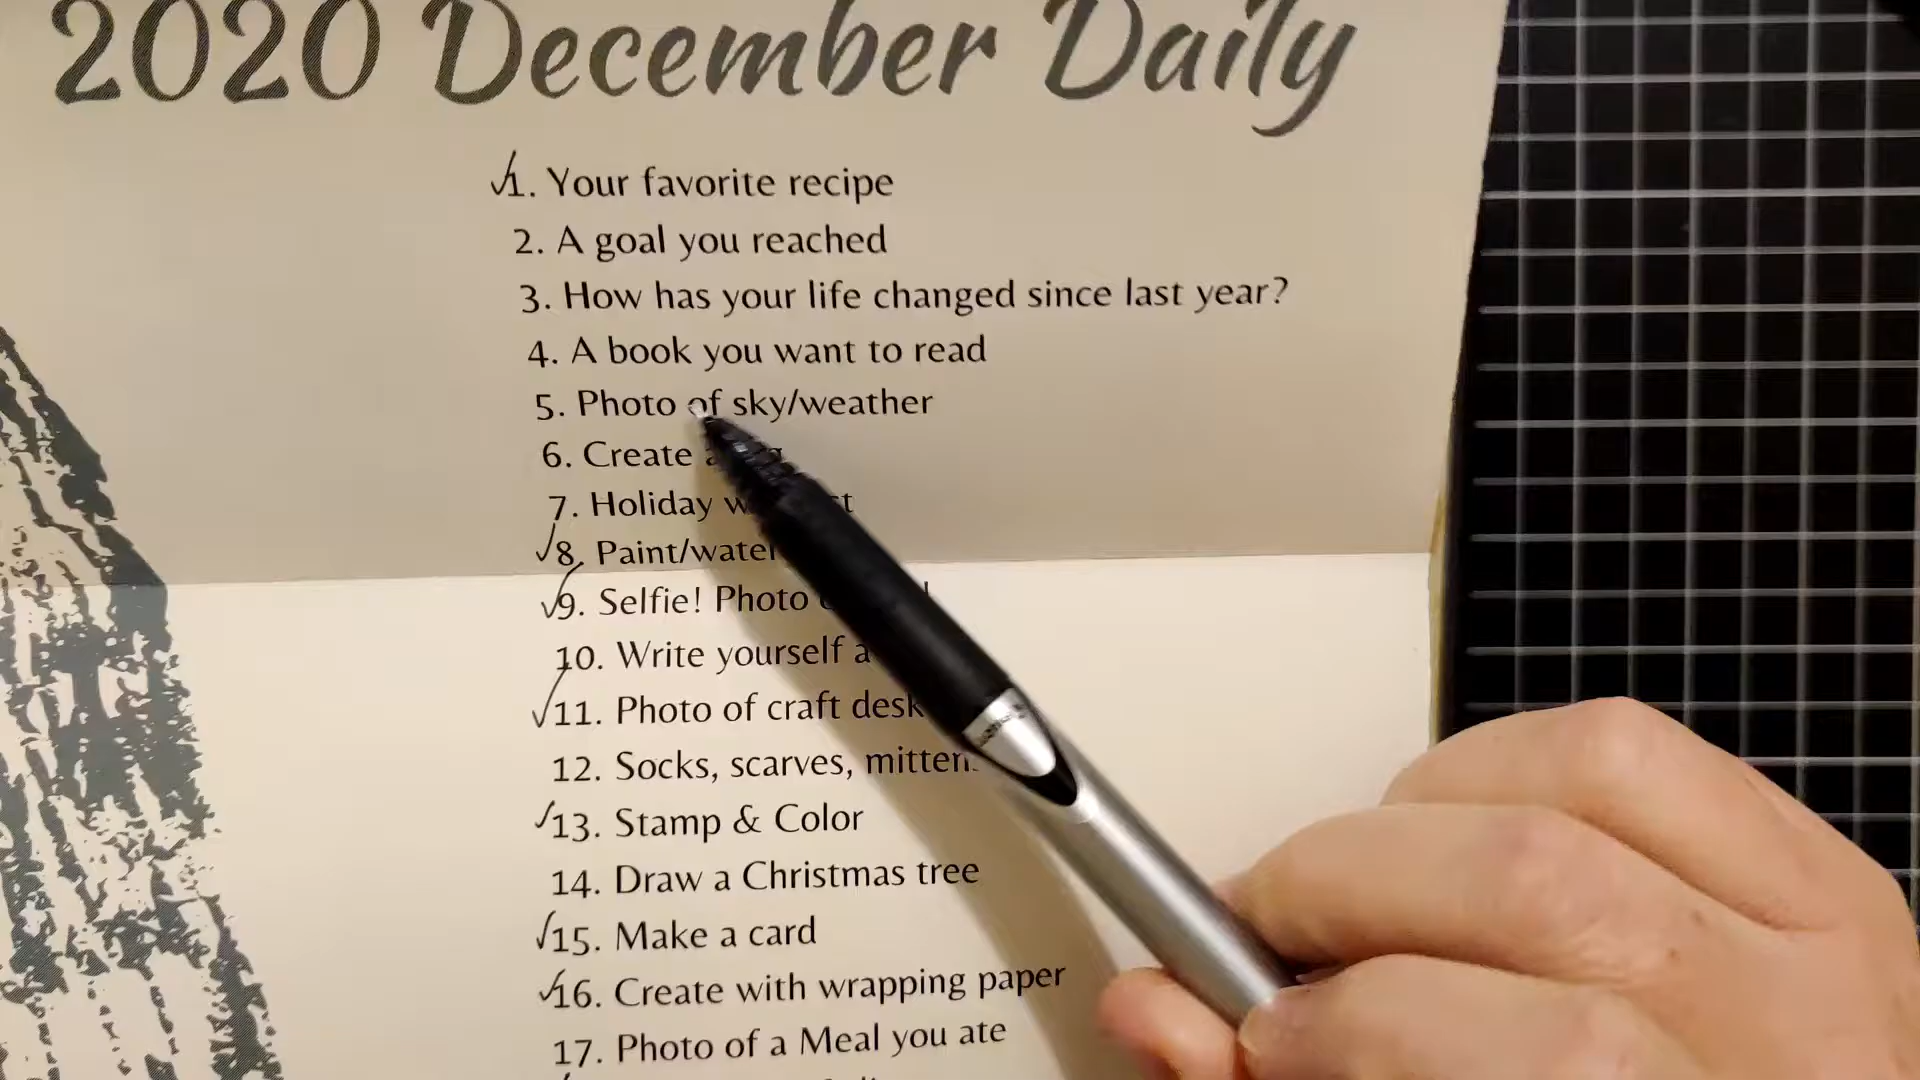 2020 December Daily
1. Your favorite recipe
2. A goal you reached
3. How has your life changed since last year?
4. A book you want to read
5. Photo of sky/weather
6. Create a
7. Holiday
8. Paint/water
9. Selfie! Photo
10. Write yourself a
11. Photo of craft desk
12. Socks, scarves, mittens
13. Stamp & Color
14. Draw a Christmas tree
15. Make a card
16. Create with wrapping paper
17. Photo of a Meal you ate